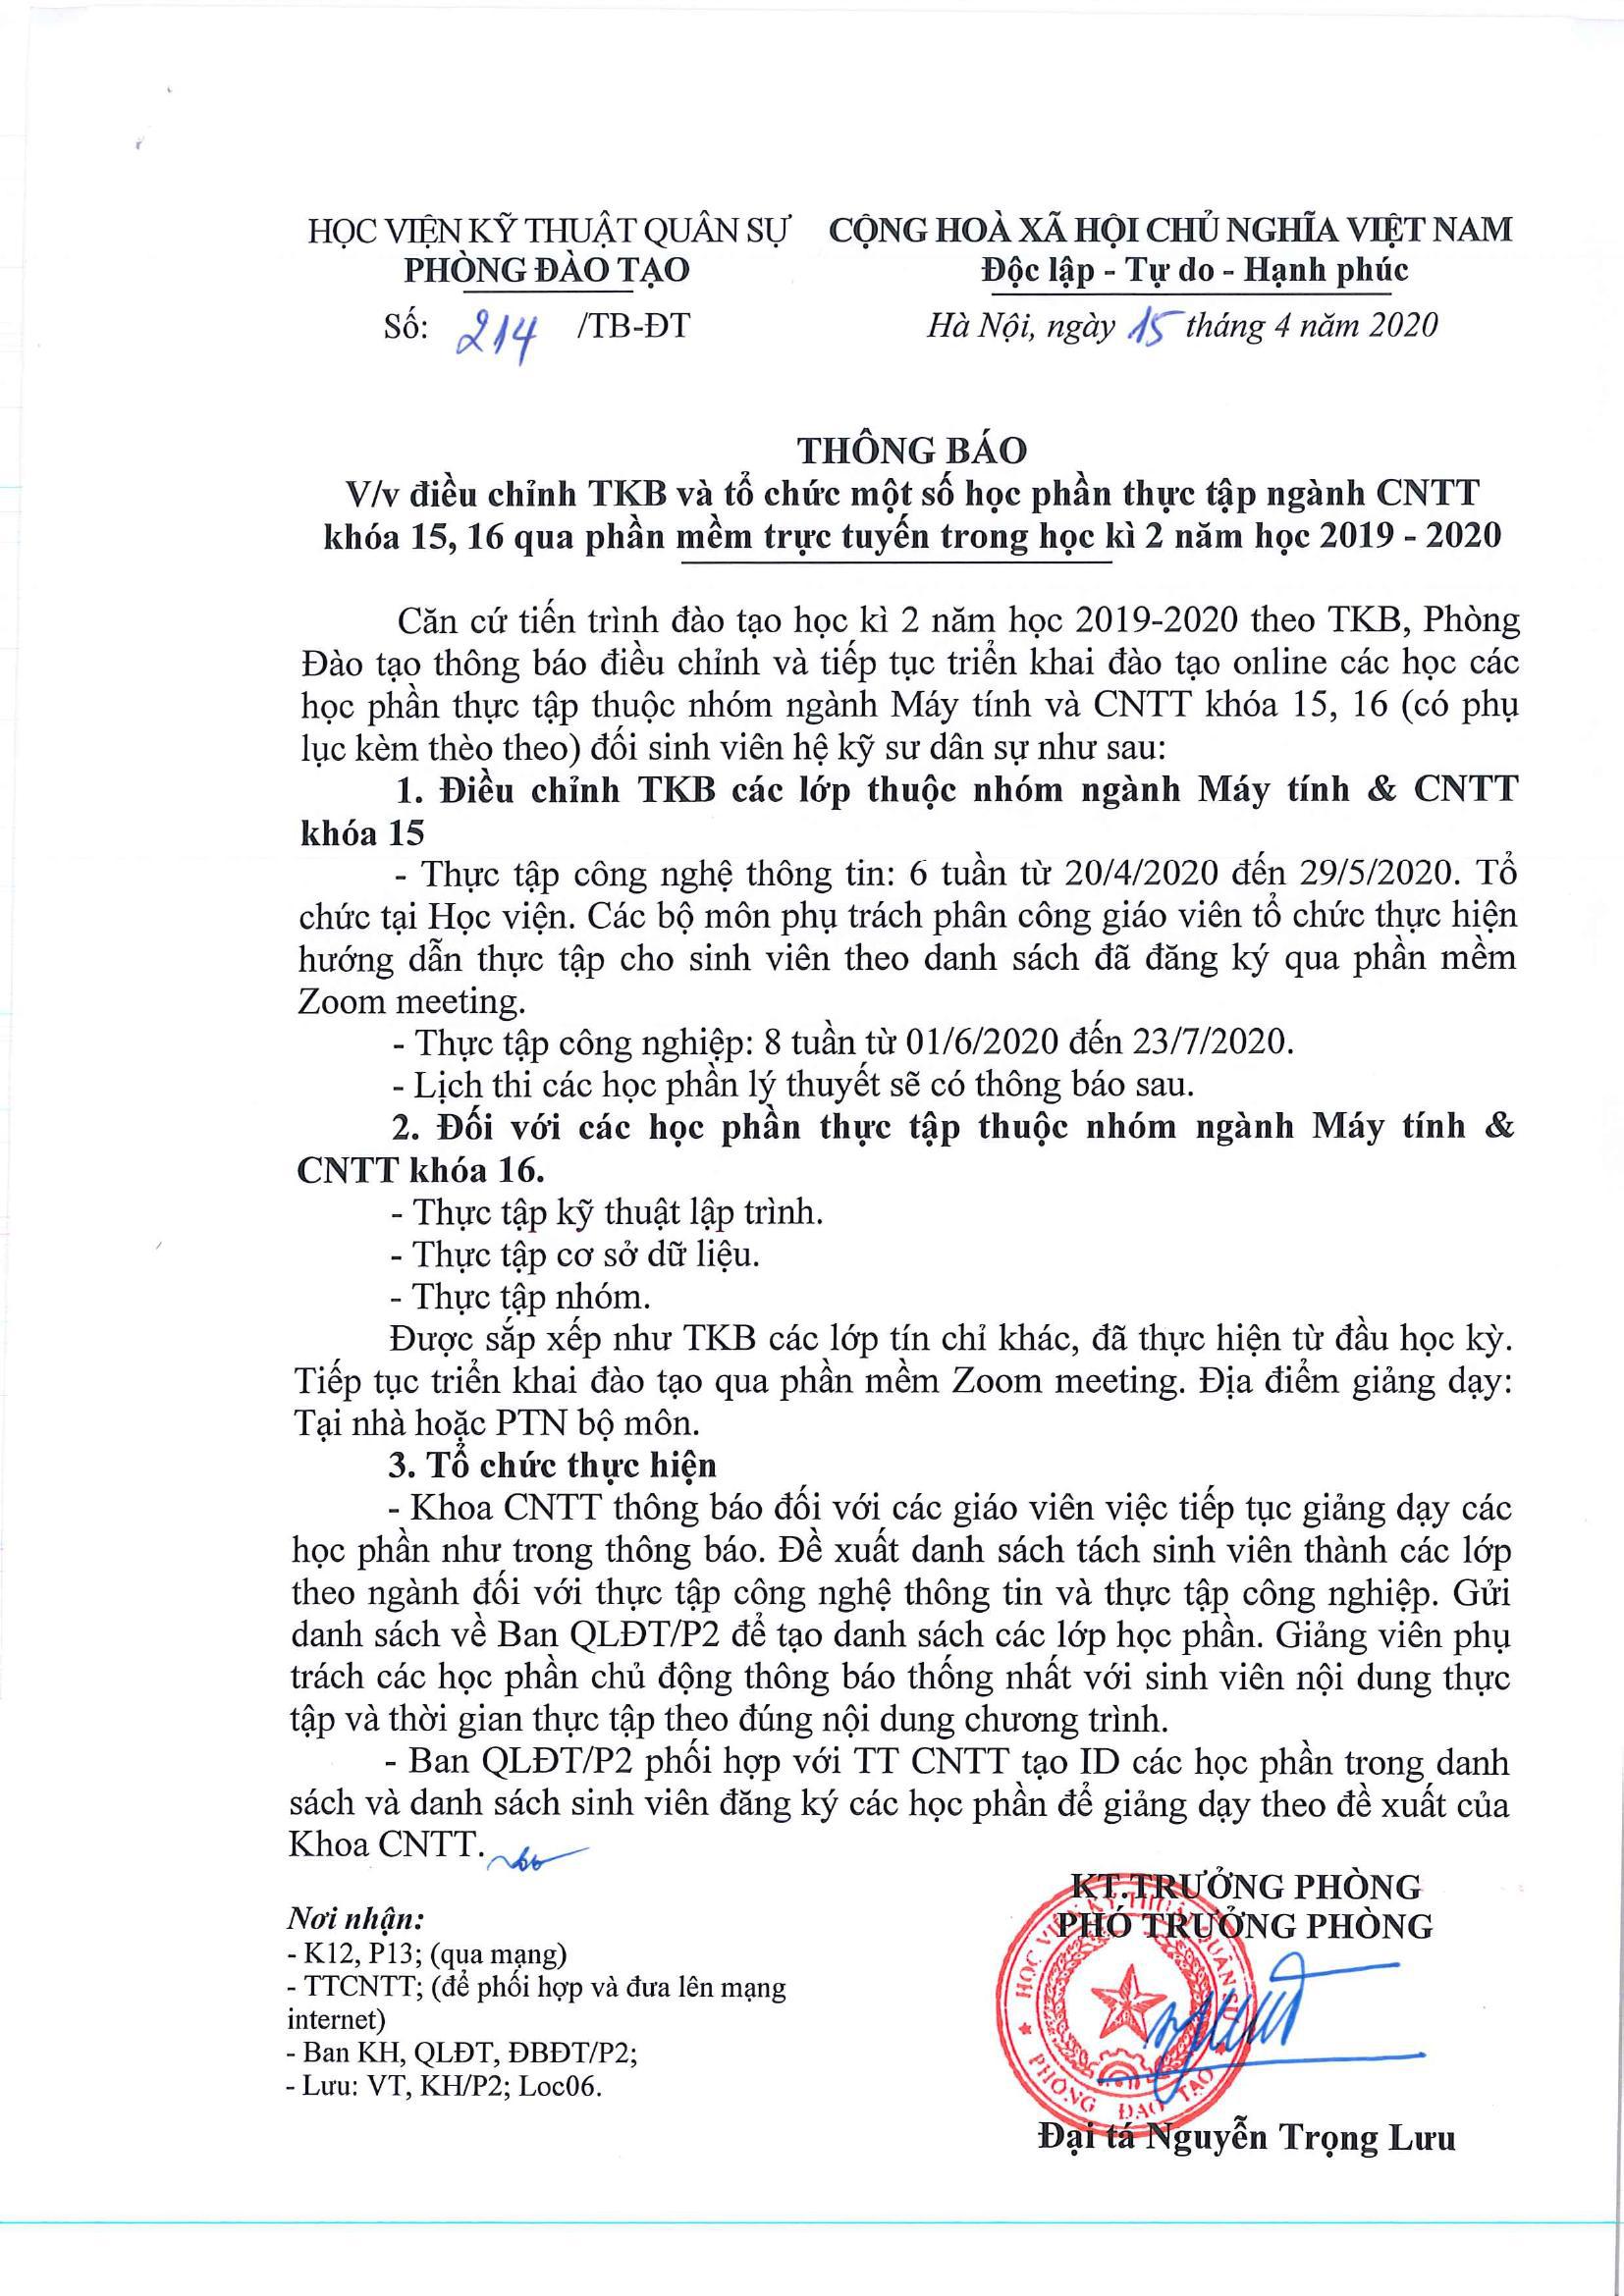 HỌC VIỆN KỸ THUẬT QUÂN SỰ
PHÒNG ĐÀO TẠO
Số: 214 /TB-ĐT
CỘNG HOÀ XÃ HỘI CHỦ NGHĨA VIỆT NAM
Độc lập - Tự do - Hạnh phúc
Hà Nội, ngày 15 tháng 4 năm 2020
THÔNG BÁO
V/v điều chỉnh TKB và tổ chức một số học phần thực tập ngành CNTT
khóa 15, 16 qua phần mềm trực tuyến trong học kì 2 năm học 2019 - 2020
Căn cứ tiến trình đào tạo học kì 2 năm học 2019-2020 theo TKB, Phòng
Đào tạo thông báo điều chỉnh và tiếp tục triển khai đào tạo online các học các
học phần thực tập thuộc nhóm ngành Máy tính và CNTT khóa 15, 16 (có phụ
lục kèm thèo theo) đối sinh viên hệ kỹ sư dân sự như sau:
1. Điều chỉnh TKB các lớp thuộc nhóm ngành Máy tính & CNTT
khóa 15
- Thực tập công nghệ thông tin: 6 tuần từ 20/4/2020 đến 29/5/2020. Tổ
chức tại Học viện. Các bộ môn phụ trách phân công giáo viên tổ chức thực hiện
hướng dẫn thực tập cho sinh viên theo danh sách đã đăng ký qua phần mềm
Zoom meeting.
- Thực tập công nghiệp: 8 tuần từ 01/6/2020 đến 23/7/2020.
- Lịch thi các học phần lý thuyết sẽ có thông báo sau.
2. Đối với các học phần thực tập thuộc nhóm ngành Máy tính &
CNTT khóa 16.
- Thực tập kỹ thuật lập trình.
- Thực tập cơ sở dữ liệu.
- Thực tập nhóm.
Được sắp xếp như TKB các lớp tín chỉ khác, đã thực hiện từ đầu học kỳ.
Tiếp tục triển khai đào tạo qua phần mềm Zoom meeting. Địa điểm giảng dạy:
Tại nhà hoặc PTN bộ môn.
3. Tổ chức thực hiện
- Khoa CNTT thông báo đối với các giáo viên việc tiếp tục giảng dạy các
học phần như trong thông báo. Đề xuất danh sách tách sinh viên thành các lớp
theo ngành đối với thực tập công nghệ thông tin và thực tập công nghiệp. Gửi
danh sách về Ban QLĐT/P2 để tạo danh sách các lớp học phần. Giảng viên phụ
trách các học phần chủ động thông báo thống nhất với sinh viên nội dung thực
tập và thời gian thực tập theo đúng nội dung chương trình.
- Ban QLĐT/P2 phối hợp với TT CNTT tạo ID các học phần trong danh
sách và danh sách sinh viên đăng ký các học phần để giảng dạy theo đề xuất của
Khoa CNTT.
Nơi nhận:
- K12, P13; (qua mạng)
- TTCNTT; (để phối hợp và đưa lên mạng
internet)
- Ban KH, QLĐT, ĐBĐT/P2;
- Lưu: VT, KH/P2; Loc06.
KT.TRƯỞNG PHÒNG
PHÓ TRƯỞNG PHÒNG
HỌC VIỆN KỸ THUẬT QUÂN SỰ
PHÒNG ĐÀO TẠO
Đại tá Nguyễn Trọng Lưu